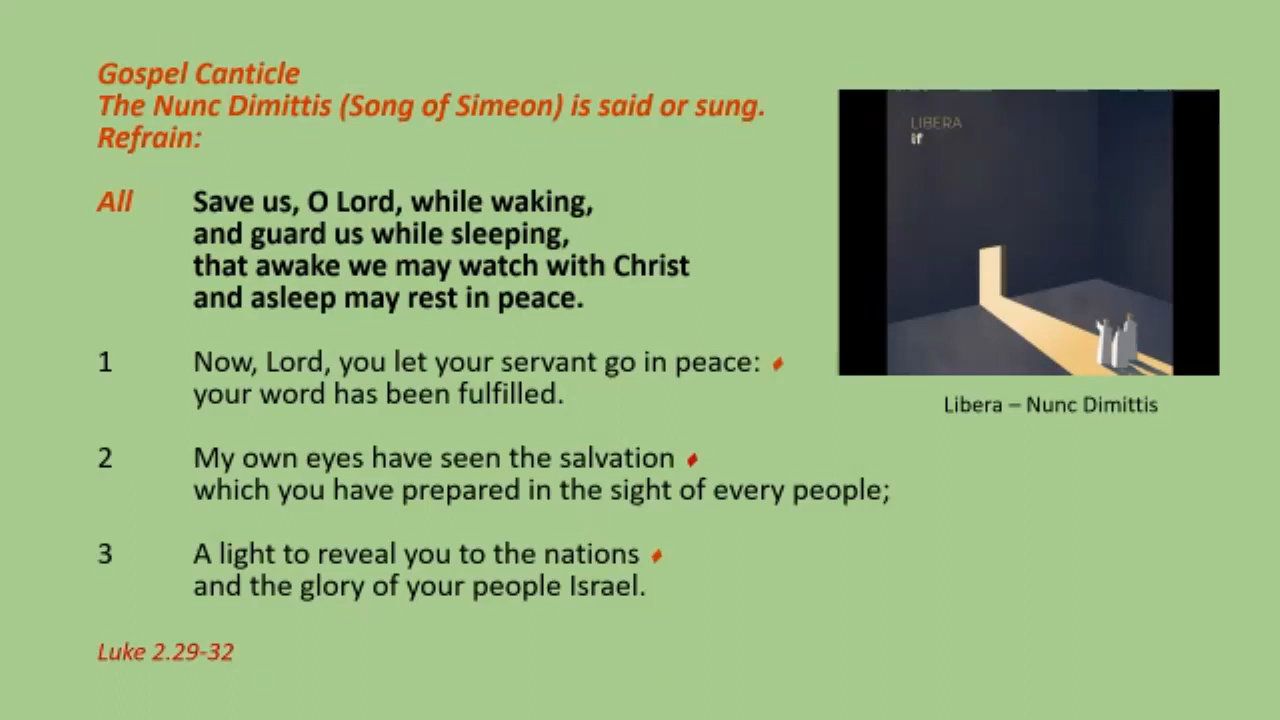 Gospel Canticle
The Nunc Dimittis (Song of Simeon) is said or sung.
Refrain:
All Save us, O Lord, while waking,
and guard us while sleeping,
that awake we may watch with Christ
and asleep may rest in peace.
1 Now, Lord, you let your servant go in peace: ♦
your word has been fulfilled.
2 My own eyes have seen the salvation ♦
which you have prepared in the sight of every people;
3 A light to reveal you to the nations ♦
and the glory of your people Israel.
Luke 2.29-32
LIBERA
if
Libera – Nunc Dimittis